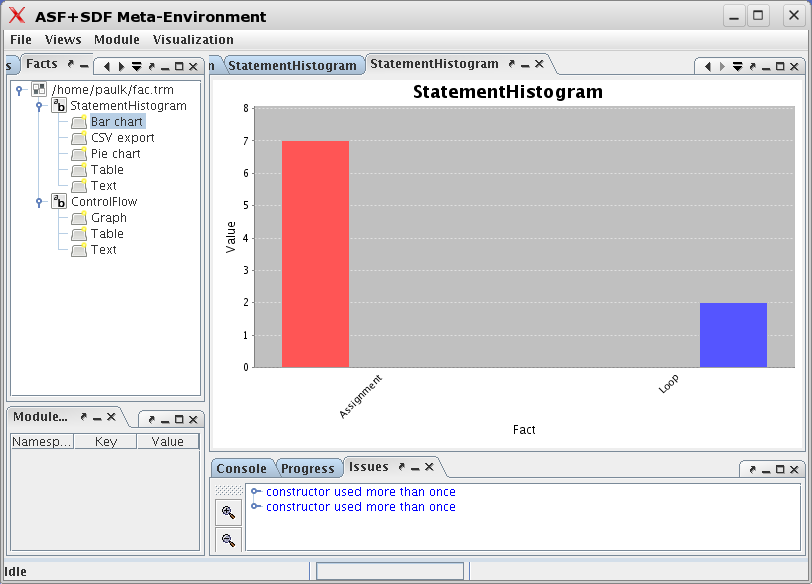 ASF+SDF Meta-Environment
File Views Module Visualization
s Facts
/home/paulk/fac.trm
StatementHistogram
Bar chart
CSV export
Pie chart
Table
Text
ControlFlow
Graph
Table
Text
Module...
Namesp... Key Value
n StatementHistogram StatementHistogram
StatementHistogram
8
7
6
5
4
3
2
1
0
Value
Assignment Loop
Fact
Console Progress Issues
constructor used more than once
constructor used more than once
Idle